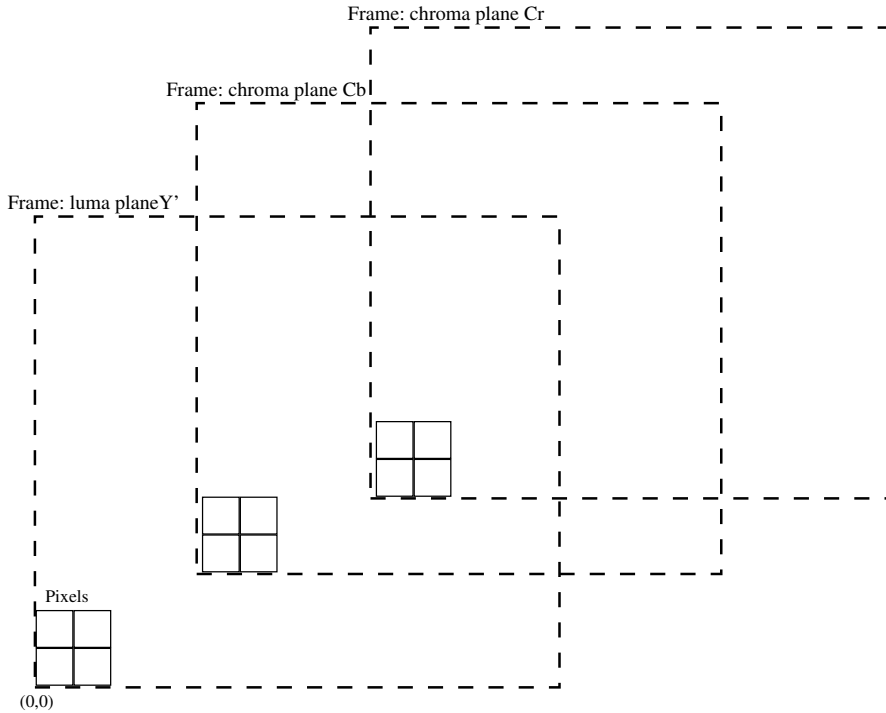 Frame: chroma plane Cr
Frame: chroma plane Cb
Frame: luma planeY’
Pixels
(0,0)